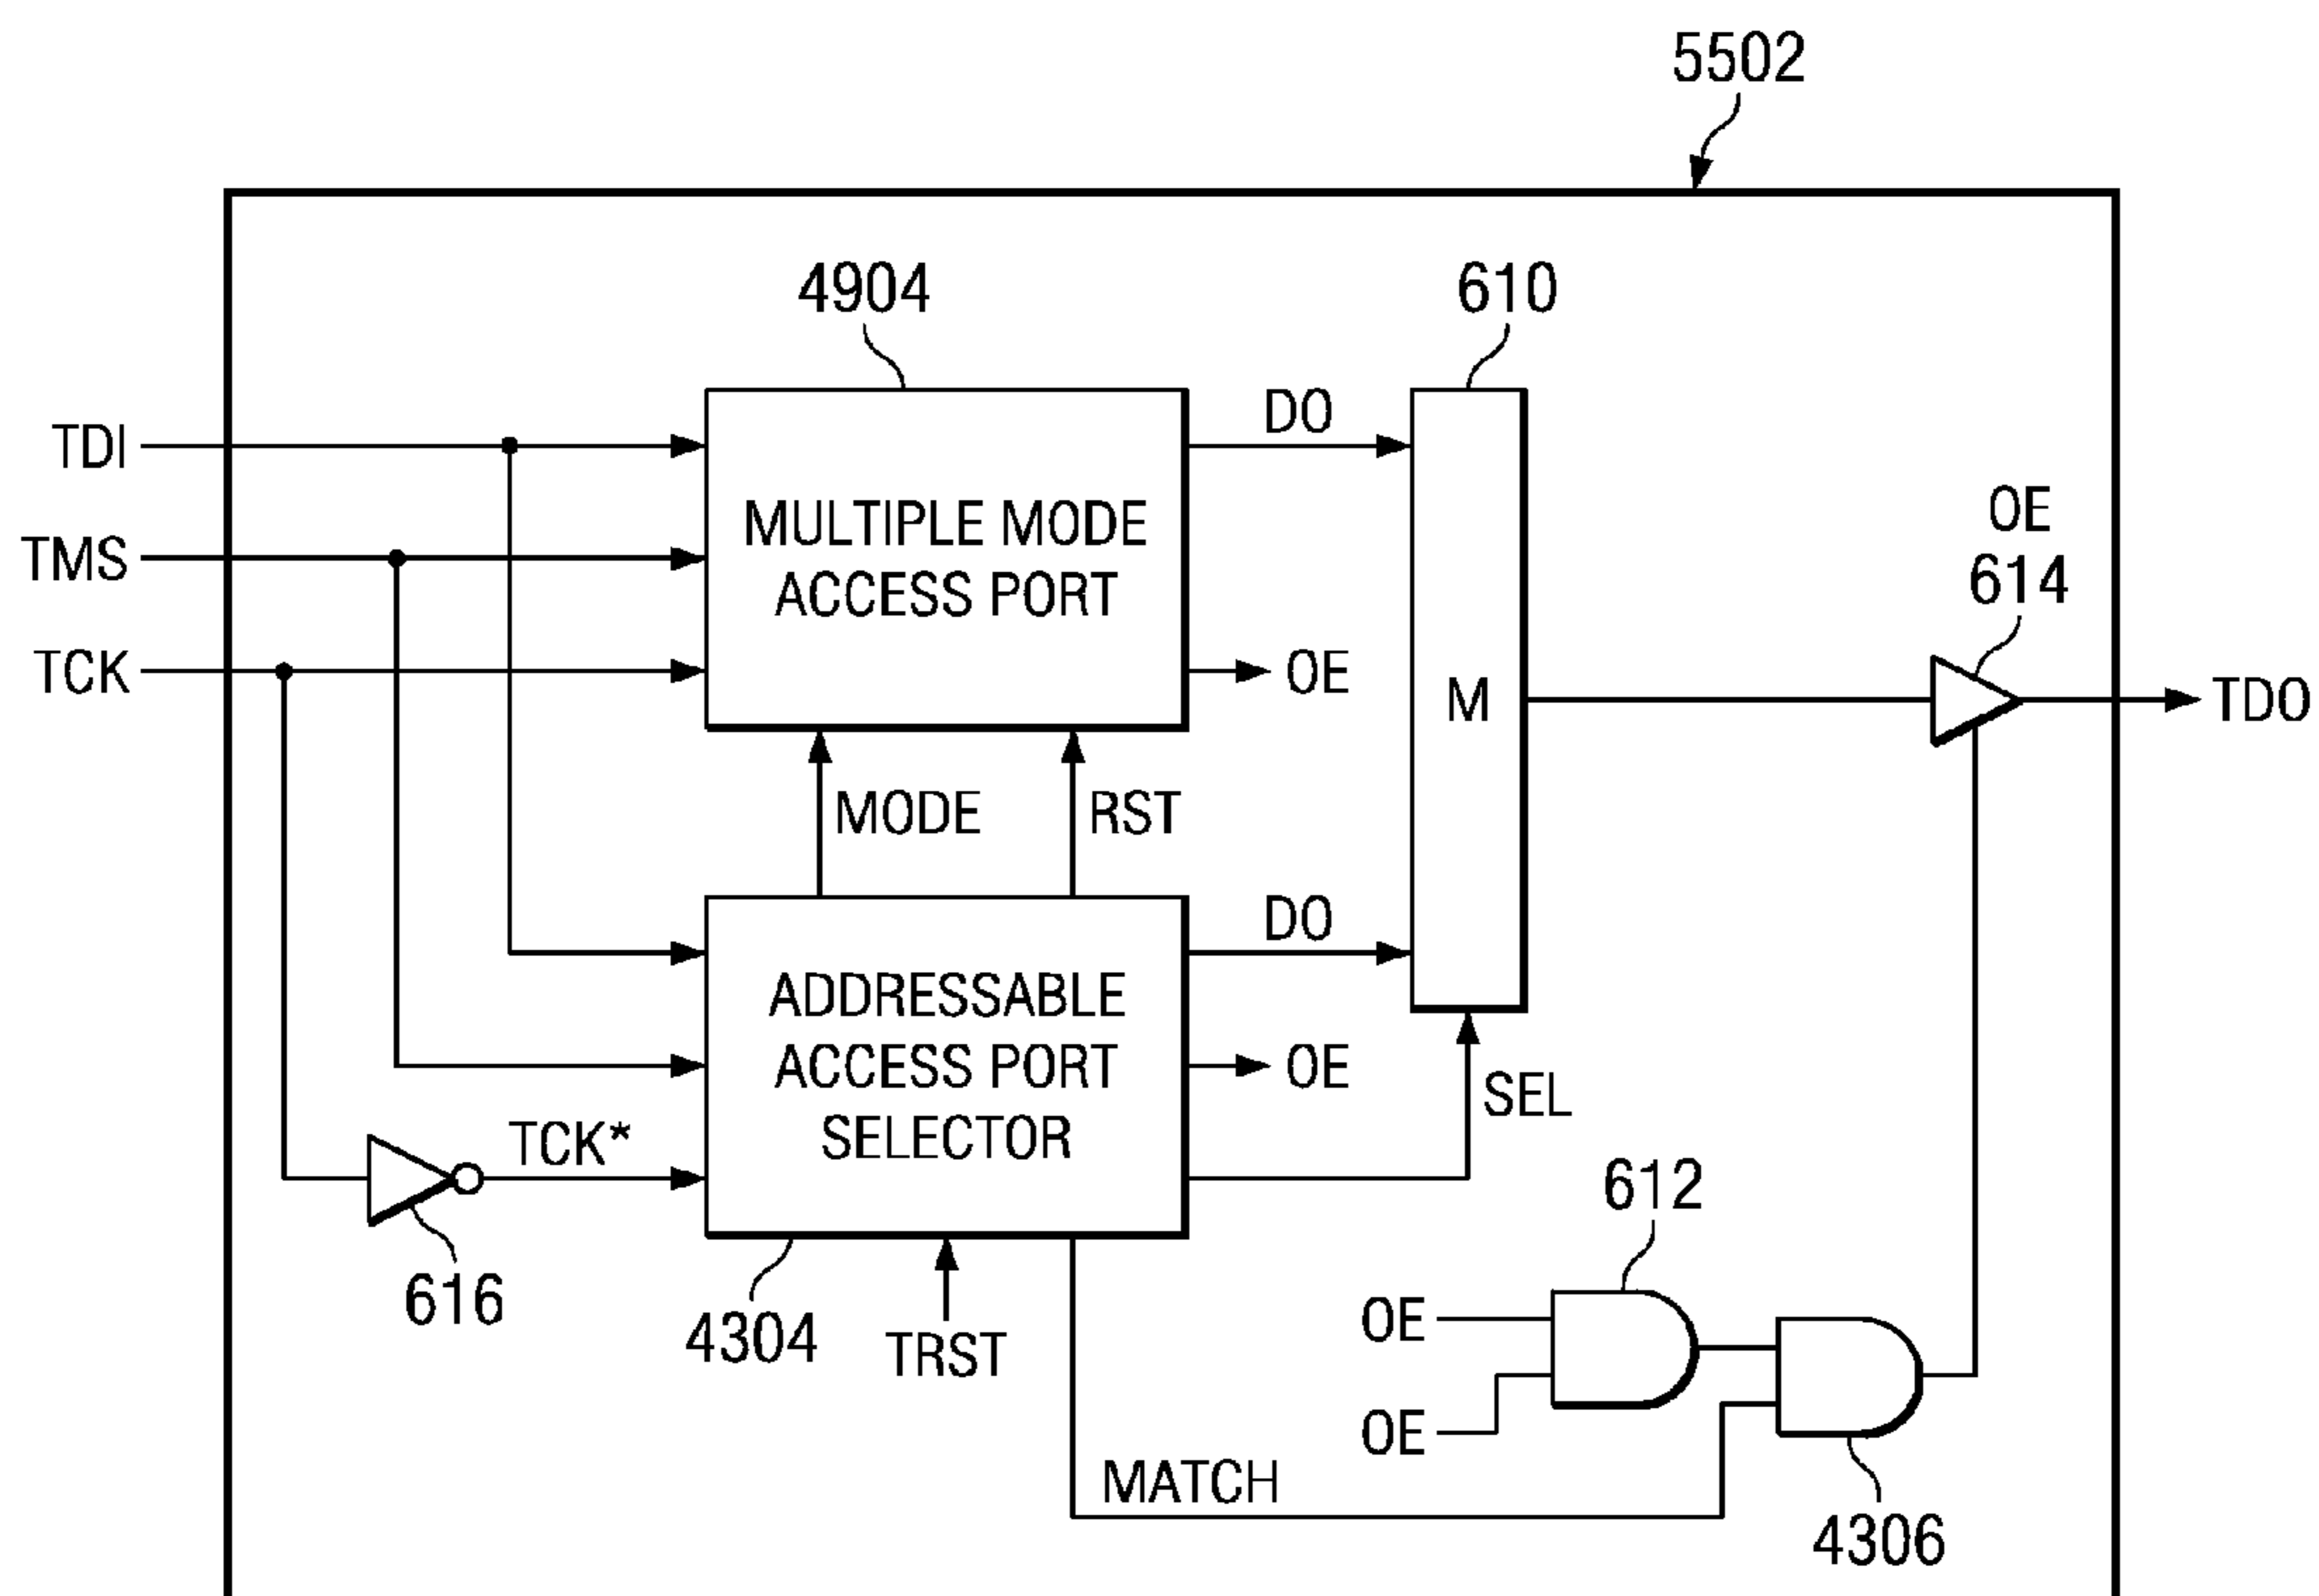 5502
4904
610
TDI
TMS
TCK
MULTIPLE MODE
ACCESS PORT
DO
OE
M
OE
614
TDO
MODE
RST
DO
ADDRESSABLE
ACCESS PORT
SELECTOR
OE
SEL
TCK*
616
4304
TRST
612
OE
OE
MATCH
4306